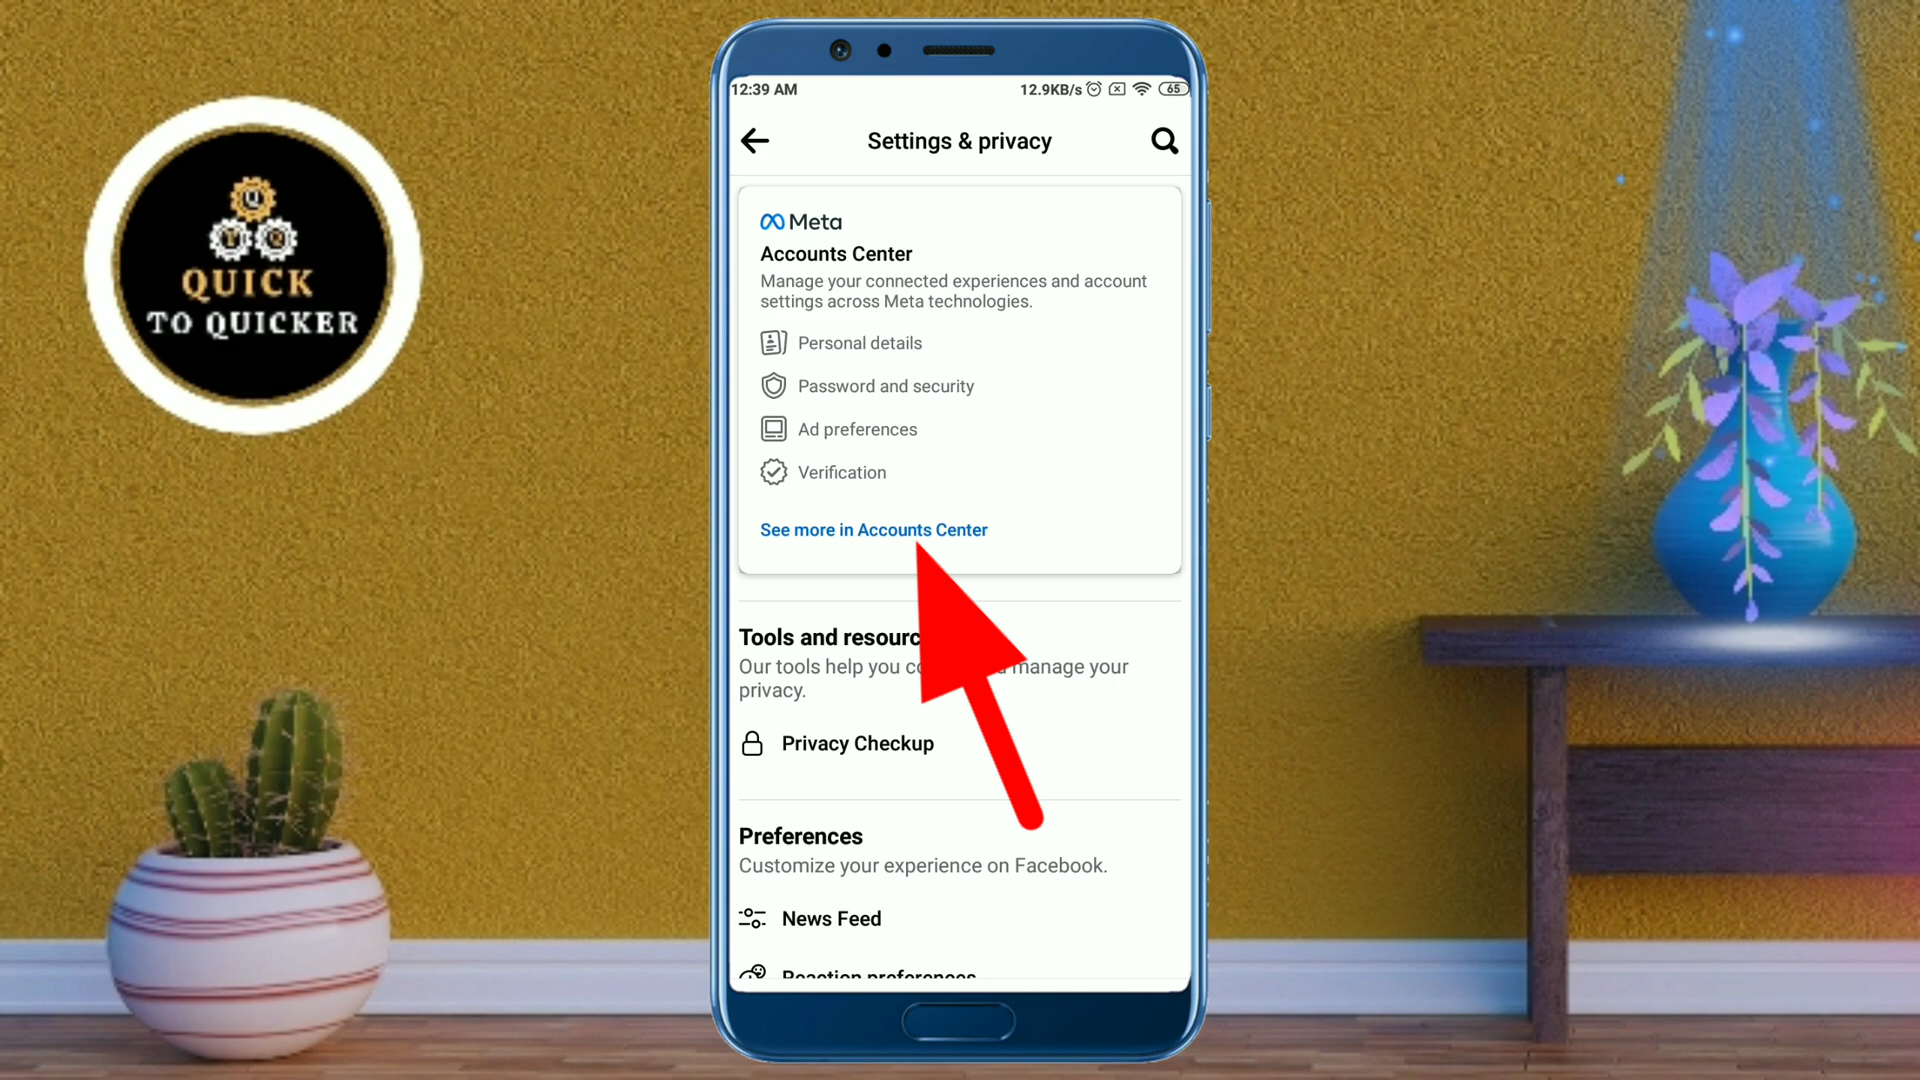 12:39 AM 12.9KB/s 65
Settings & privacy
Meta
Accounts Center
Manage your connected experiences and account
settings across Meta technologies.
Personal details
Password and security
Ad preferences
Verification
See more in Accounts Center
Tools and resourc
Our tools help you co manage your
privacy.
Privacy Checkup
Preferences
Customize your experience on Facebook.
News Feed
Reaction preferences
Q
T Q
QUICK
TO QUICKER